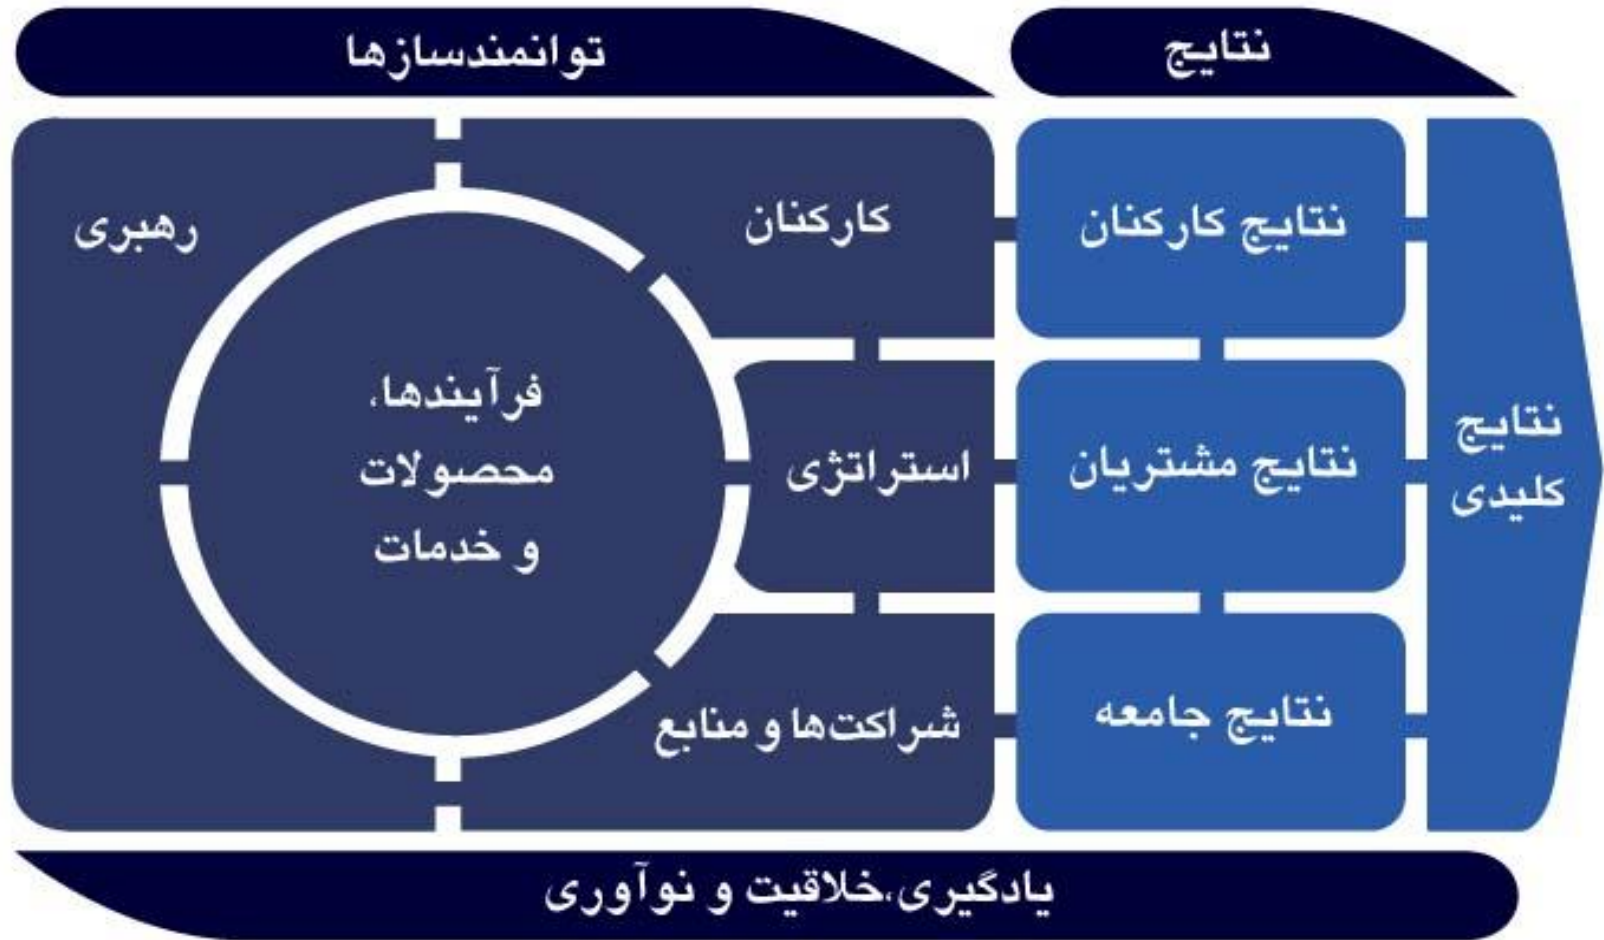 توانمندسازها
نتایج
رهبری
کارکنان
نتایج کارکنان
فرآیندها،
محصولات
و خدمات
استراتژی
نتایج مشتریان
نتایج
کلیدی
شراکت‌ها و منابع
نتایج جامعه
یادگیری،خلاقیت و نوآوری